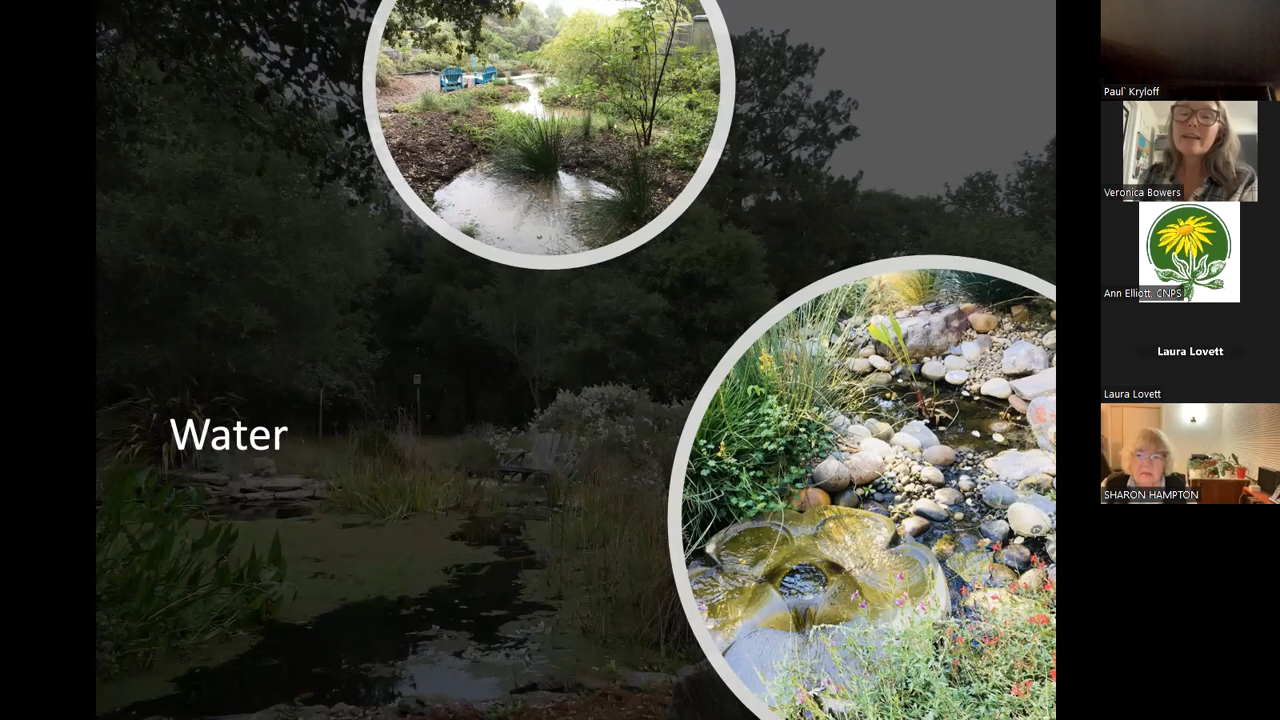 Water
Paul` Kryloff
Veronica Bowers
Ann Elliott. CNPS
Laura Lovett
Laura Lovett
SHARON HAMPTON